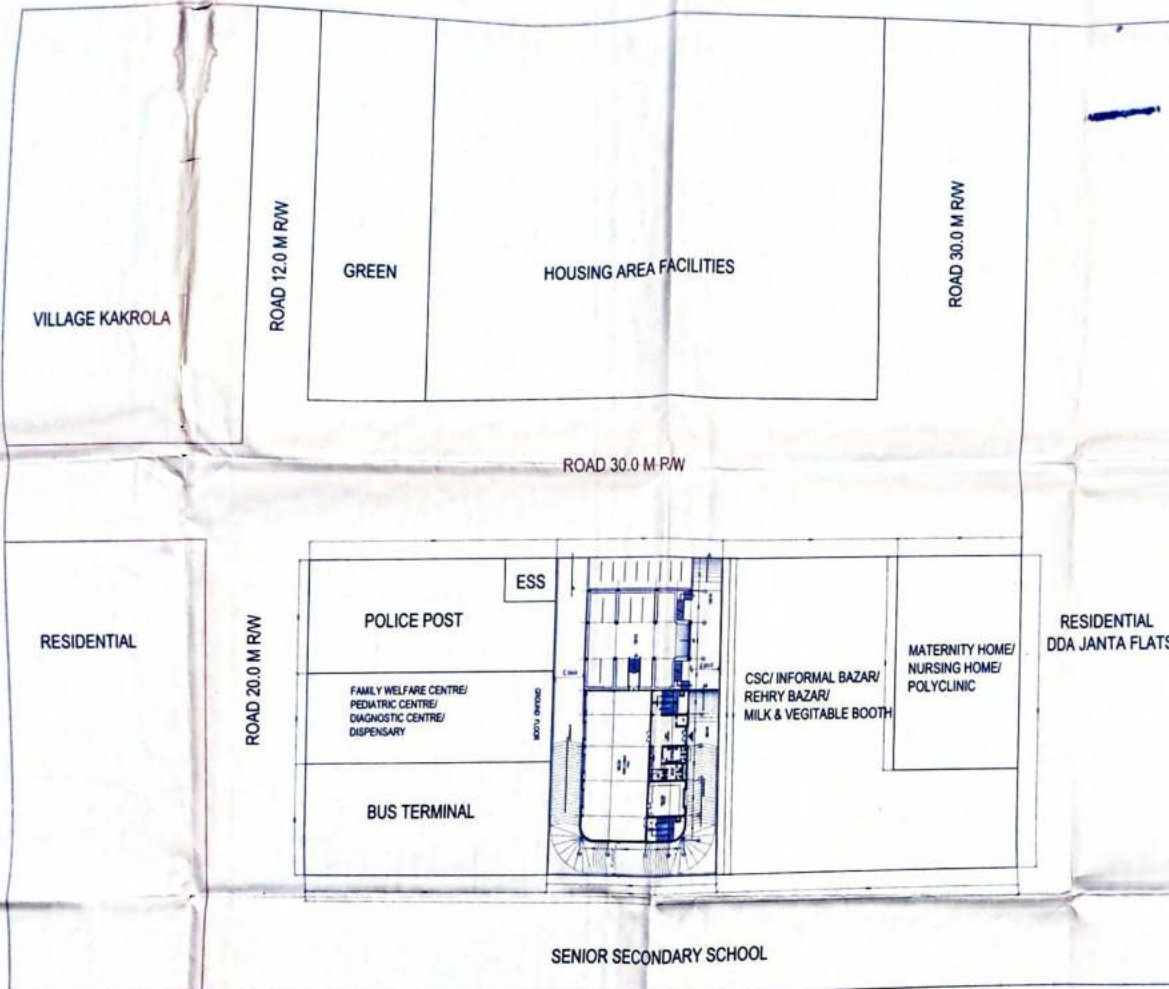 ROAD 12.0 M R/W
GREEN
HOUSING AREA FACILITIES
ROAD 30.0 M R/W
VILLAGE KAKROLA
ROAD 30.0 M R/W
RESIDENTIAL
ROAD 20.0 M R/W
POLICE POST
ESS
FAMILY WELFARE CENTRE/
PEDIATRIC CENTRE/
DIAGNOSTIC CENTRE/
DISPENSARY
GROUND FLOOR
BUS TERMINAL
CSC/ INFORMAL BAZAR/
REHRY BAZAR/
MILK & VEGITABLE BOOTH
MATERNITY HOME/
NURSING HOME/
POLYCLINIC
RESIDENTIAL
DDA JANTA FLATS
SENIOR SECONDARY SCHOOL